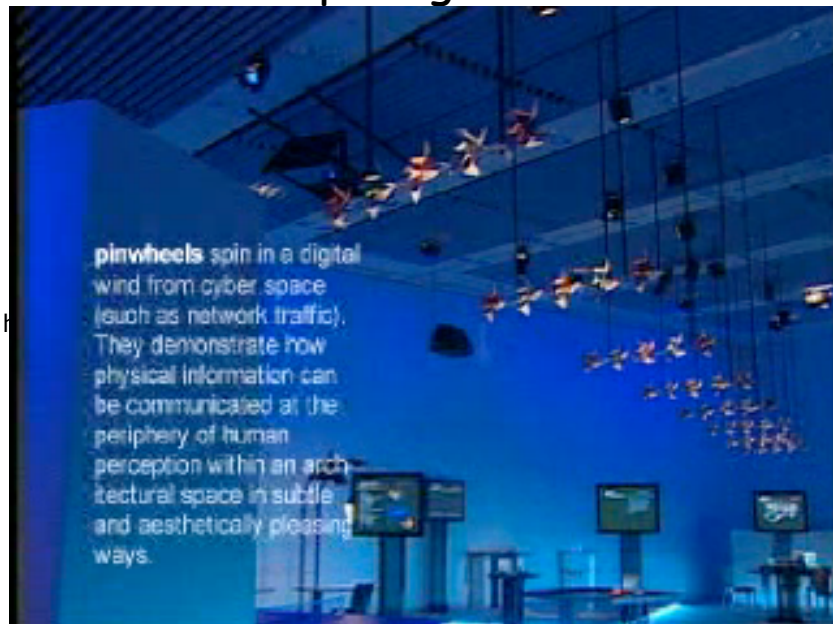 pinwheels spin in a digital
wind from cyber space
(such as network traffic).
They demonstrate how
physical information can
be communicated at the
periphery of human
perception within an arch
itectural space in subtle
and aesthetically pleasing
ways.